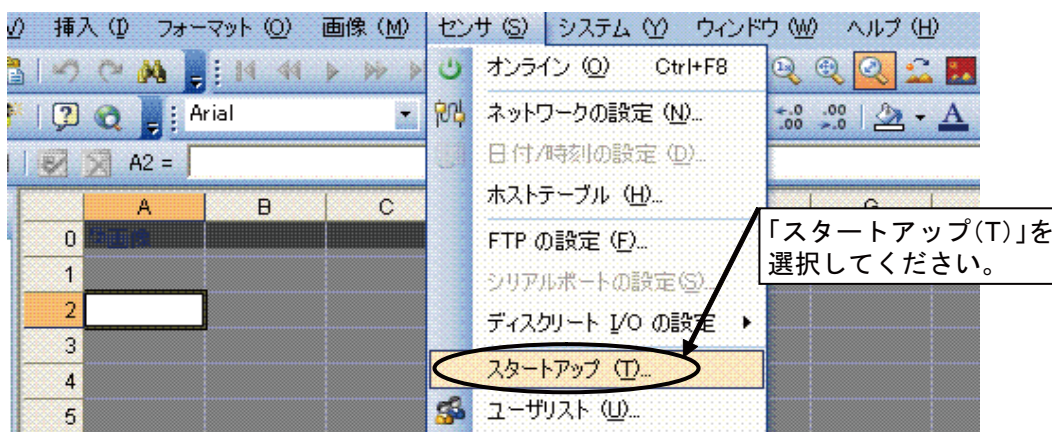 挿入 (I) フォーマット (O) 画像 (M) センサ (S) システム (Y) ウィンドウ (W) ヘルプ (H)
オンライン (O) Ctrl+F8
Arial
ネットワークの設定 (N)...
A2 =
日付/時刻の設定 (D)...
ホストテーブル (H)...
A B C
0
FTP の設定 (F)...
「スタートアップ(T)」を
選択してください。
1
シリアルポートの設定(S)...
2
ディスクリート I/O の設定
3
スタートアップ (T)...
4
ユーザリスト (U)...
5